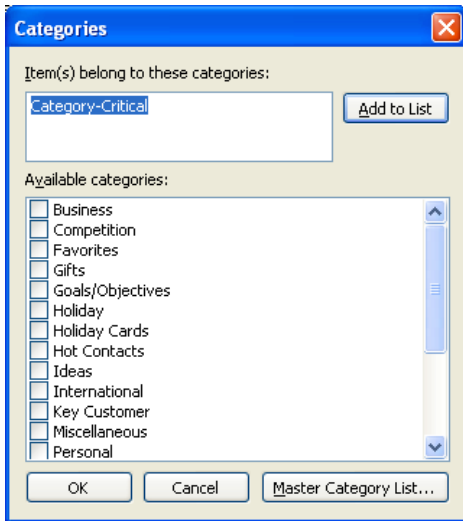 Categories
Item(s) belong to these categories:
Category-Critical
Add to List
Available categories:
Business
Competition
Favorites
Gifts
Goals/Objectives
Holiday
Holiday Cards
Hot Contacts
Ideas
International
Key Customer
Miscellaneous
Personal
OK Cancel Master Category List...